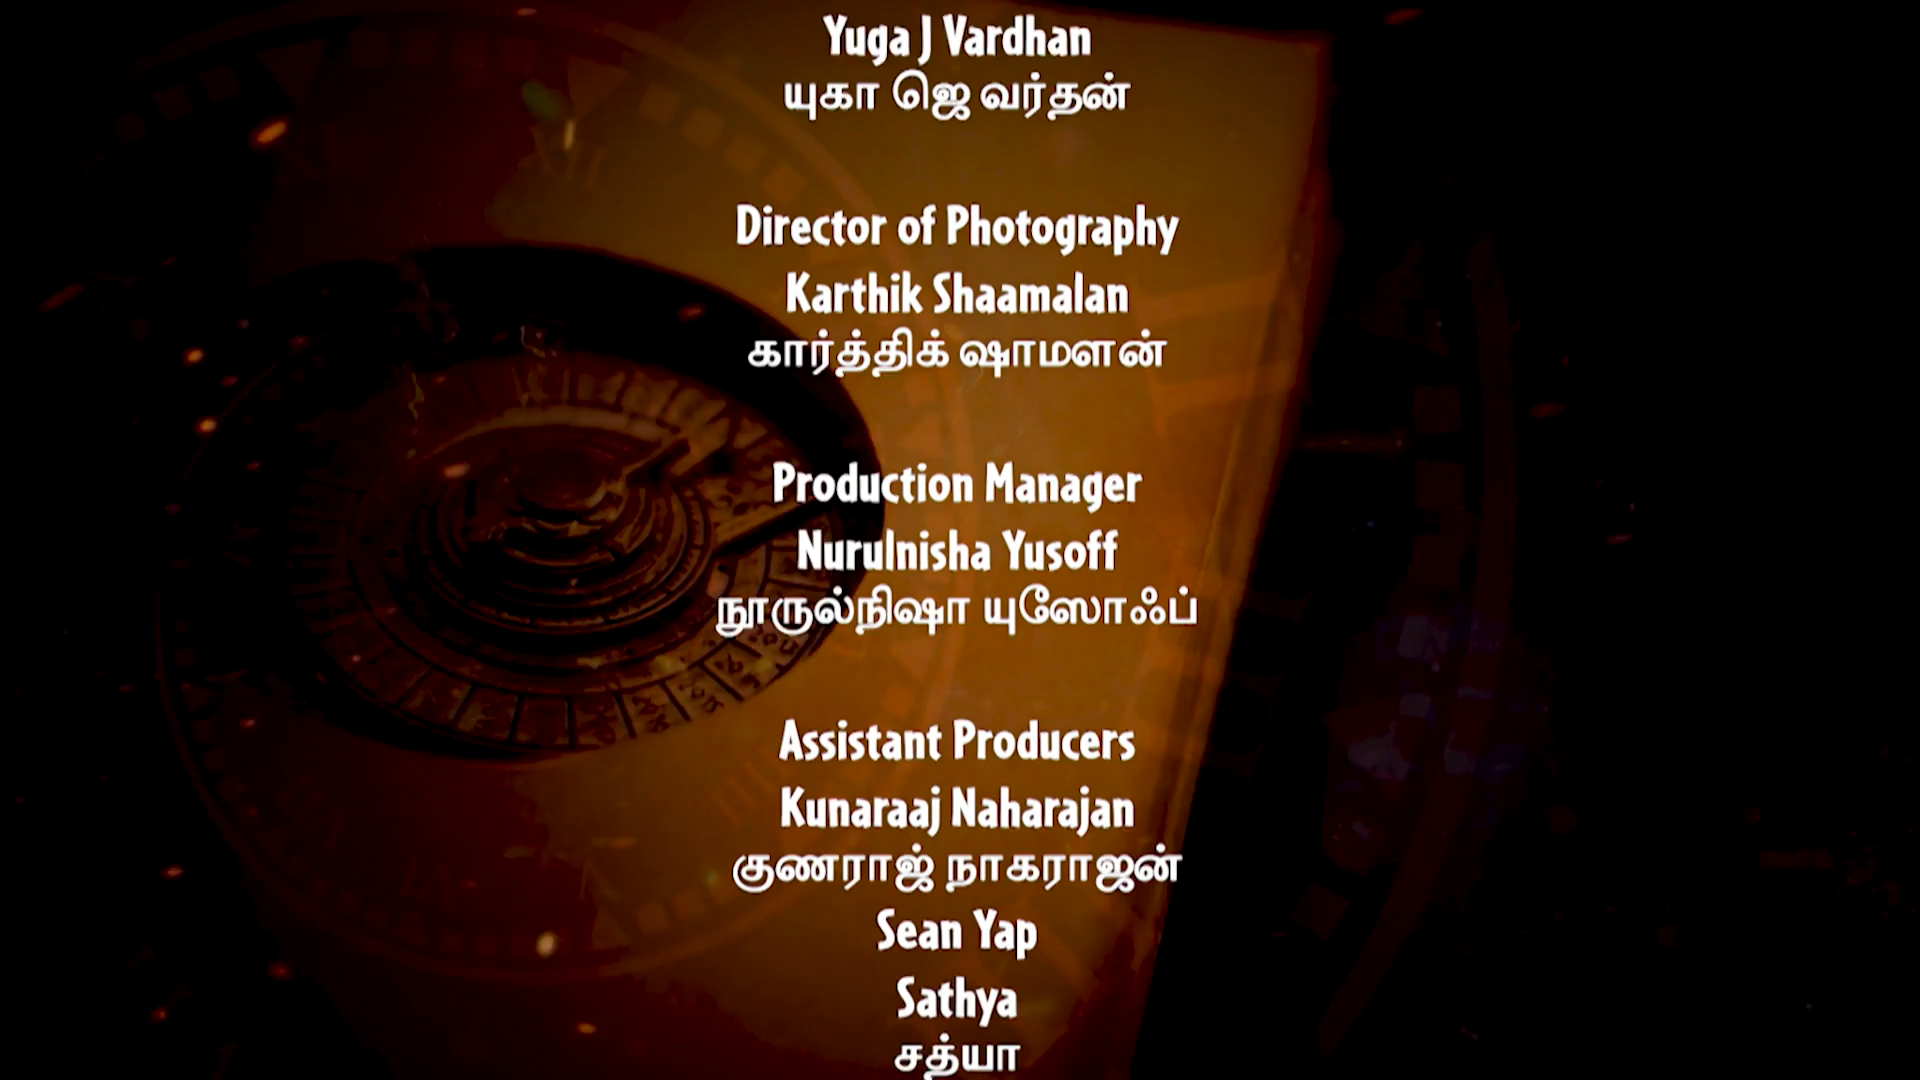 Yuga J Vardhan
யுகா ஜெ வர்தன்
Director of Photography
Karthik Shaamalan
கார்த்திக் ஷாமளன்
Production Manager
Nurulnisha Yusoff
நூருல்நிஷா யுஸோஃப்
Assistant Producers
Kunaraaj Naharajan
குணராஜ் நாகராஜன்
Sean Yap
Sathya
சத்யா